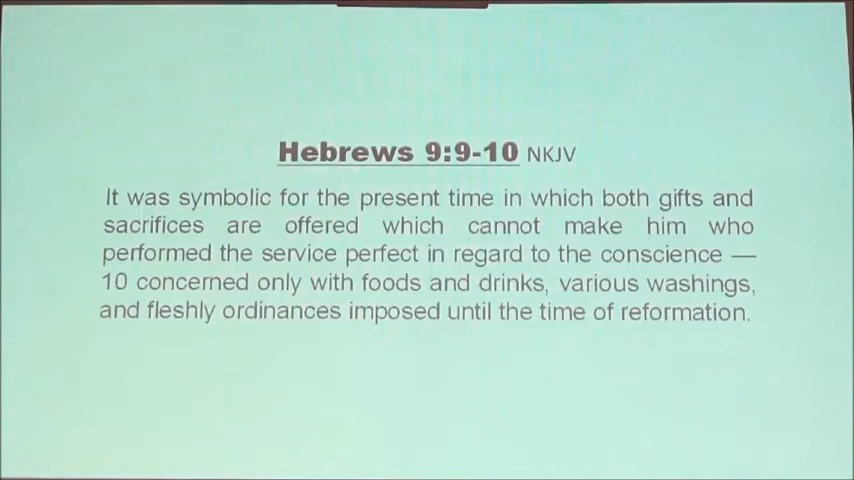 Hebrews 9:9-10 NKJV
It was symbolic for the present time in which both gifts and
sacrifices are offered which cannot make him who
performed the service perfect in regard to the conscience —
10 concerned only with foods and drinks, various washings,
and fleshly ordinances imposed until the time of reformation.